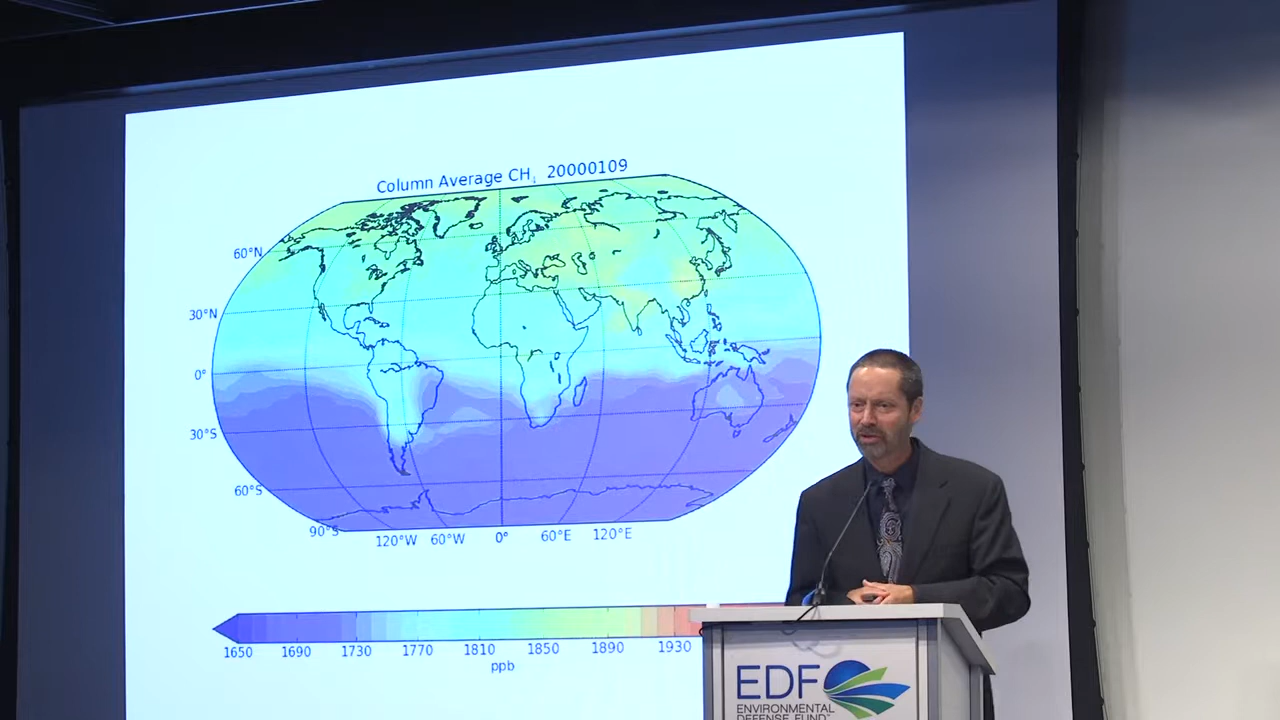 Column Average CH₄ 20000109
60°N
30°N
0°
30°S
60°S
90°S
120°W 60°W 0° 60°E 120°E
1650 1690 1730 1770 1810 1850 1890 1930
ppb
EDF
ENVIRONMENTAL
DEFENSE FUND™